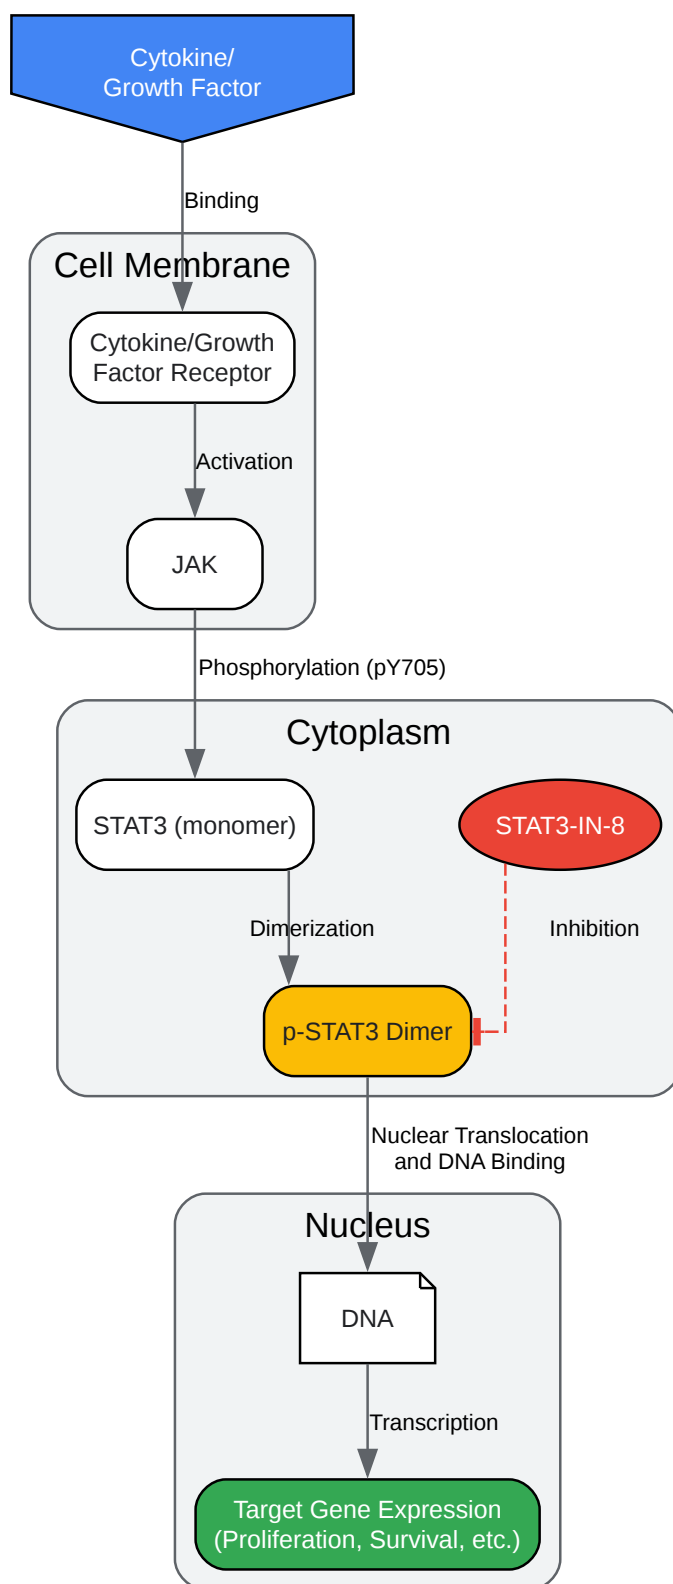 Cytokine/
Growth Factor
Binding
Cell Membrane
Cytokine/Growth
Factor Receptor
Activation
JAK
Phosphorylation (pY705)
Cytoplasm
STAT3 (monomer)
STAT3-IN-8
Dimerization
Inhibition
p-STAT3 Dimer
Nuclear Translocation
and DNA Binding
Nucleus
DNA
Transcription
Target Gene Expression
(Proliferation, Survival, etc.)